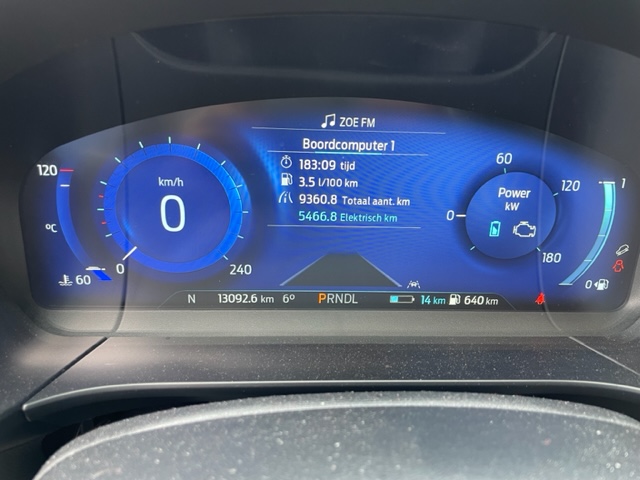 ZOE FM
Boordcomputer 1
183:09 tijd
3.5 l/100 km
9360.8 Totaal aant. km
5466.8 Elektrisch km
120
°C
60
km/h
0
0
240
60
0
120
180
Power
kW
1
0
N 13092.6 km 6° PRNDL 14 km 640 km